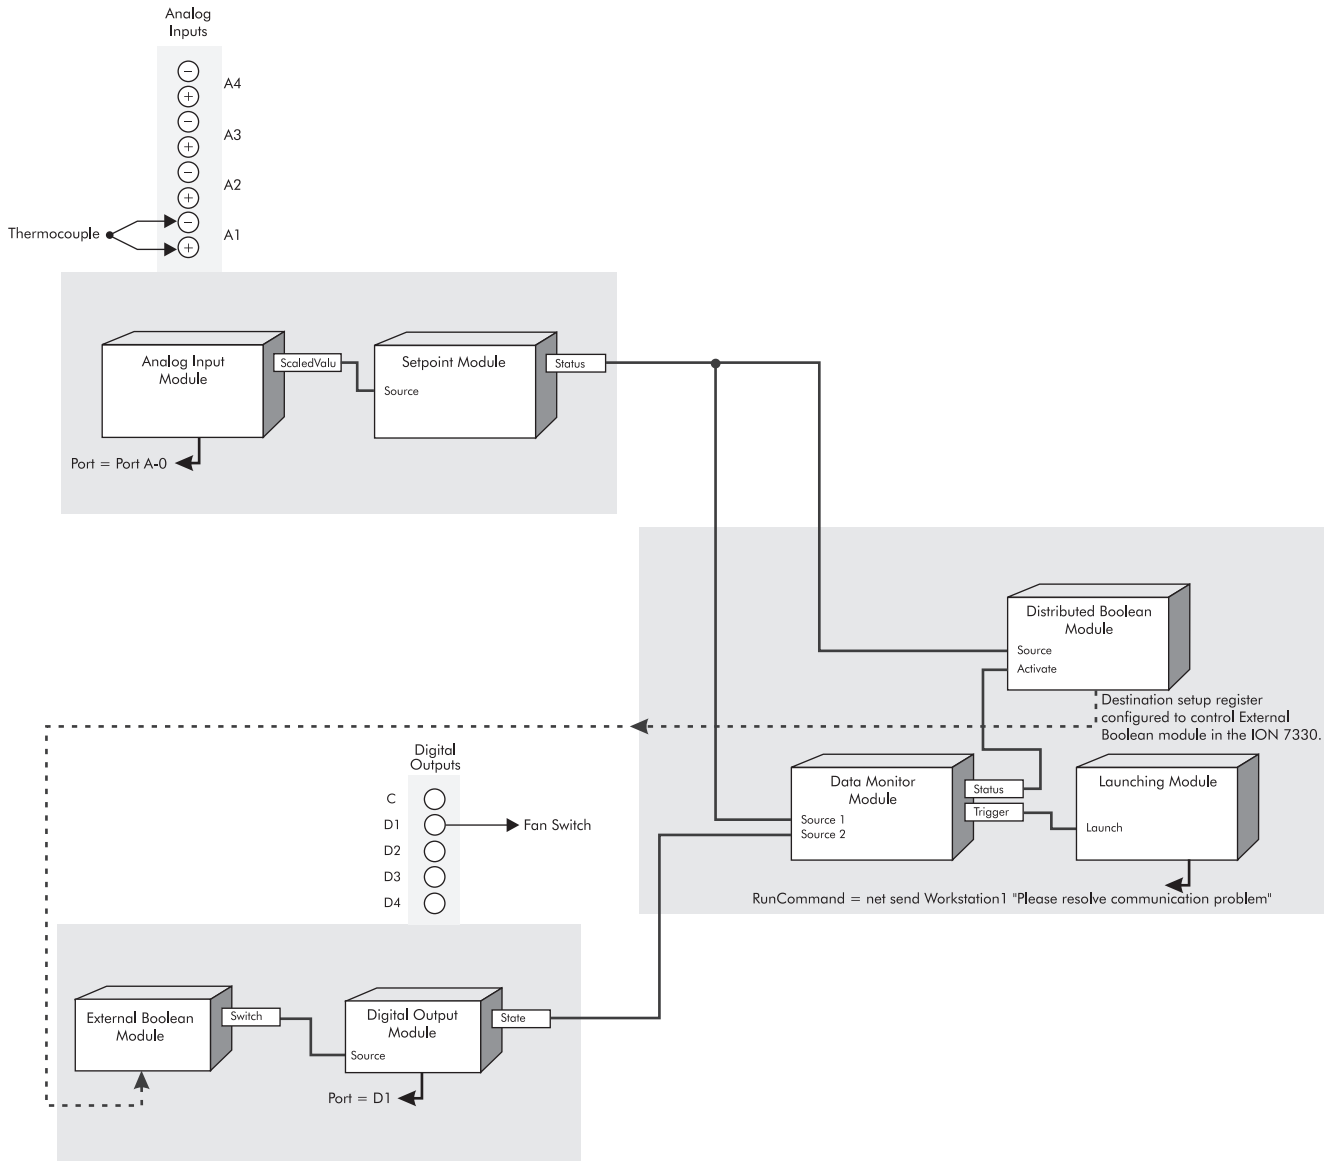 Analog
Inputs
−
A4
+
−
A3
+
−
A2
+
−
Thermocouple
A1
+
Analog Input
Module
ScaledValu
Setpoint Module
Source
Status
Port = Port A-0
Distributed Boolean
Module
Source
Activate
Destination setup register
configured to control External
Boolean module in the ION 7330.
Digital
Outputs
C
D1
Fan Switch
D2
D3
D4
Data Monitor
Module
Source 1
Source 2
Status
Trigger
Launching Module
Launch
RunCommand = net send Workstation1 "Please resolve communication problem"
External Boolean
Module
Switch
Digital Output
Module
Source
State
Port = D1